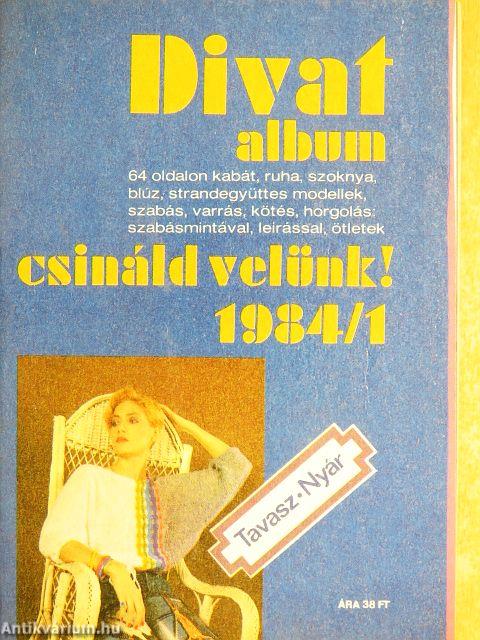 Divat
album
64 oldalon kabát, ruha, szoknya,
blúz, strandegyüttes modellek,
szabás, varrás, kötés, horgolás:
szabásmintával, leírással, ötletek
csináld velünk!
1984/1
Tavasz • Nyár
ÁRA 38 FT
Antikvárium.hu